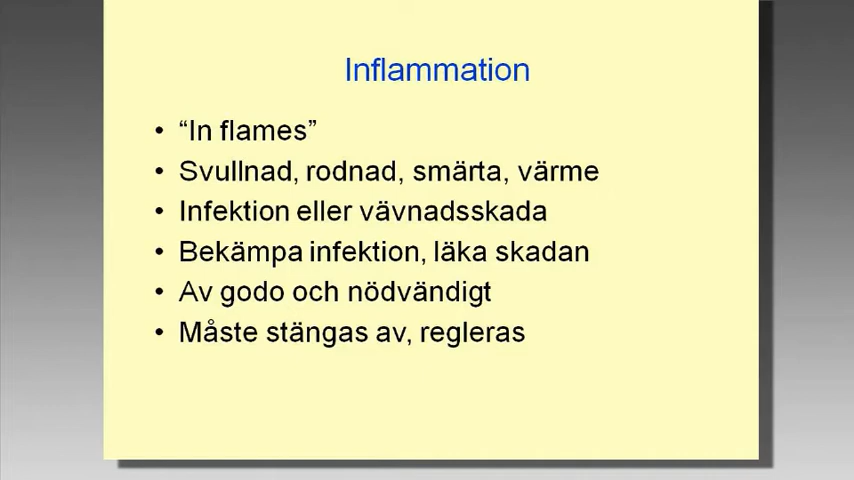 Inflammation
• “In flames”
• Svullnad, rodnad, smärta, värme
• Infektion eller vävnadsskada
• Bekämpa infektion, läka skadan
• Av godo och nödvändigt
• Måste stängas av, regleras